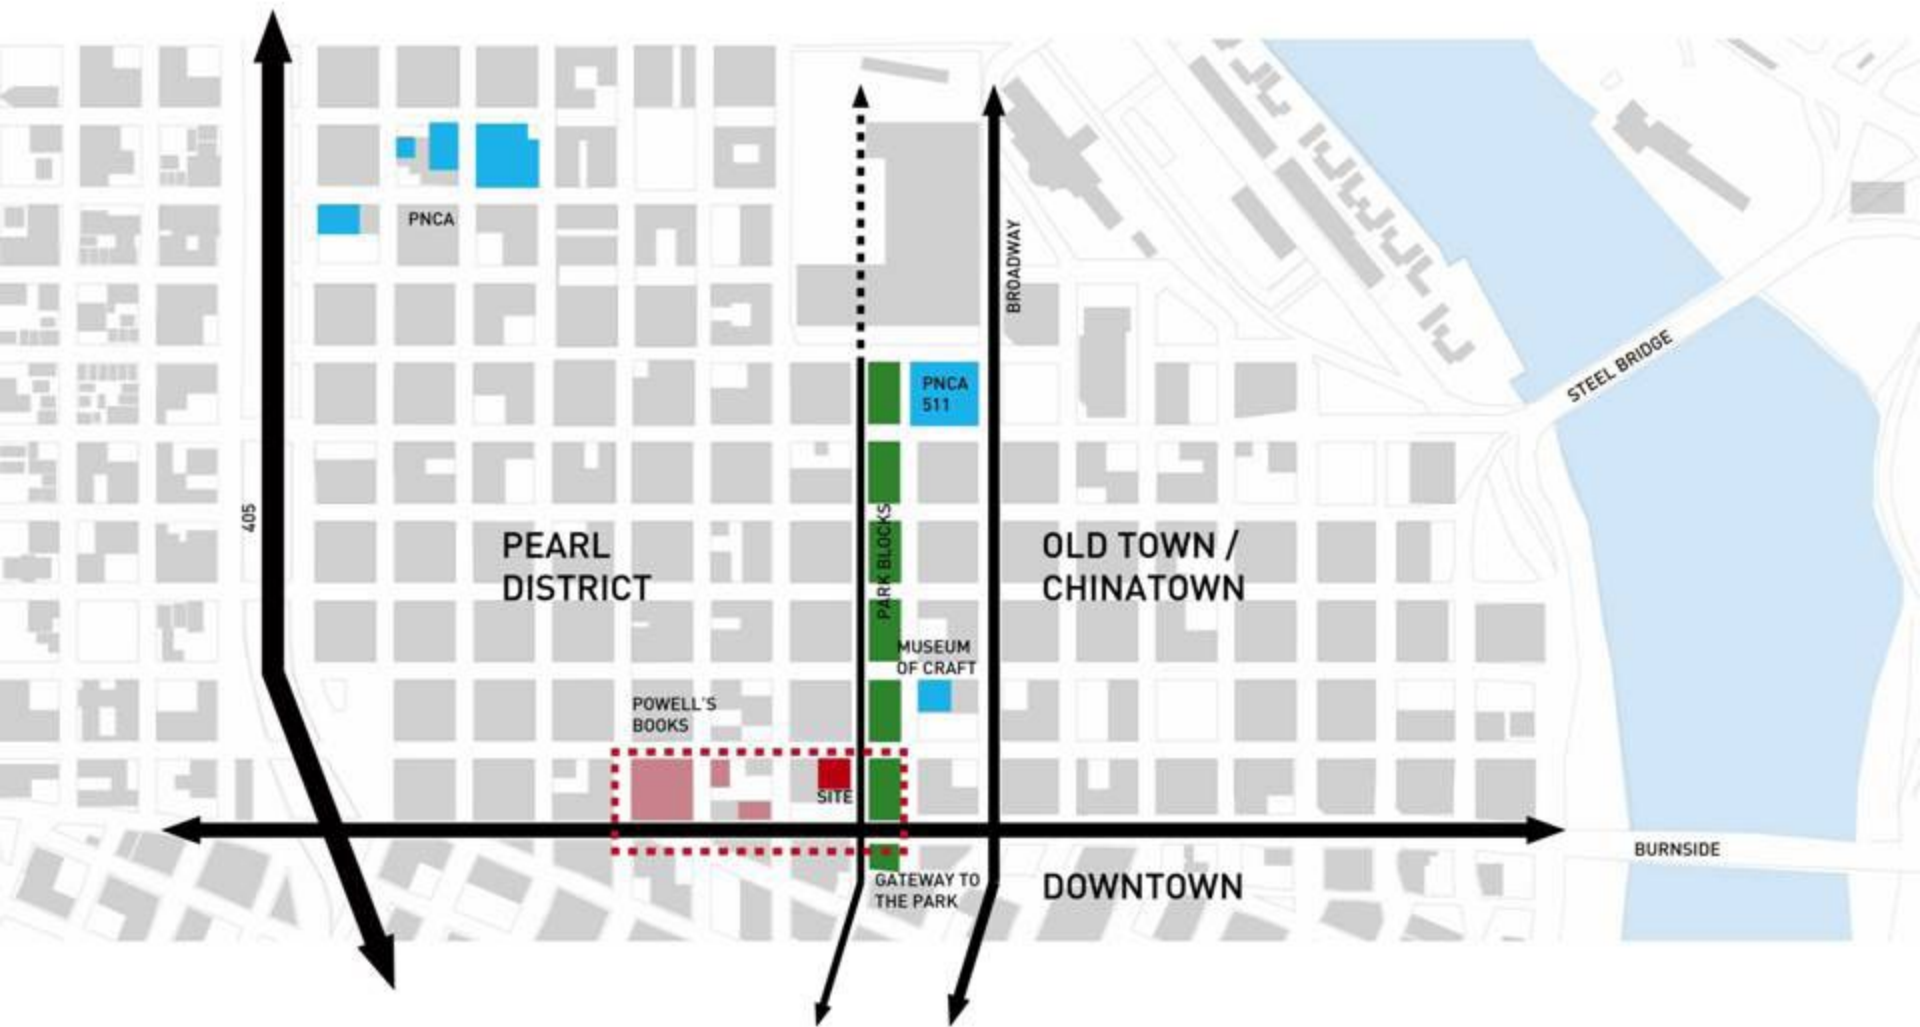 PNCA
BROADWAY
STEEL BRIDGE
PNCA
511
405
PEARL
DISTRICT
PARK BLOCKS
OLD TOWN /
CHINATOWN
MUSEUM
OF CRAFT
POWELL'S
BOOKS
SITE
BURNSIDE
GATEWAY TO
THE PARK
DOWNTOWN